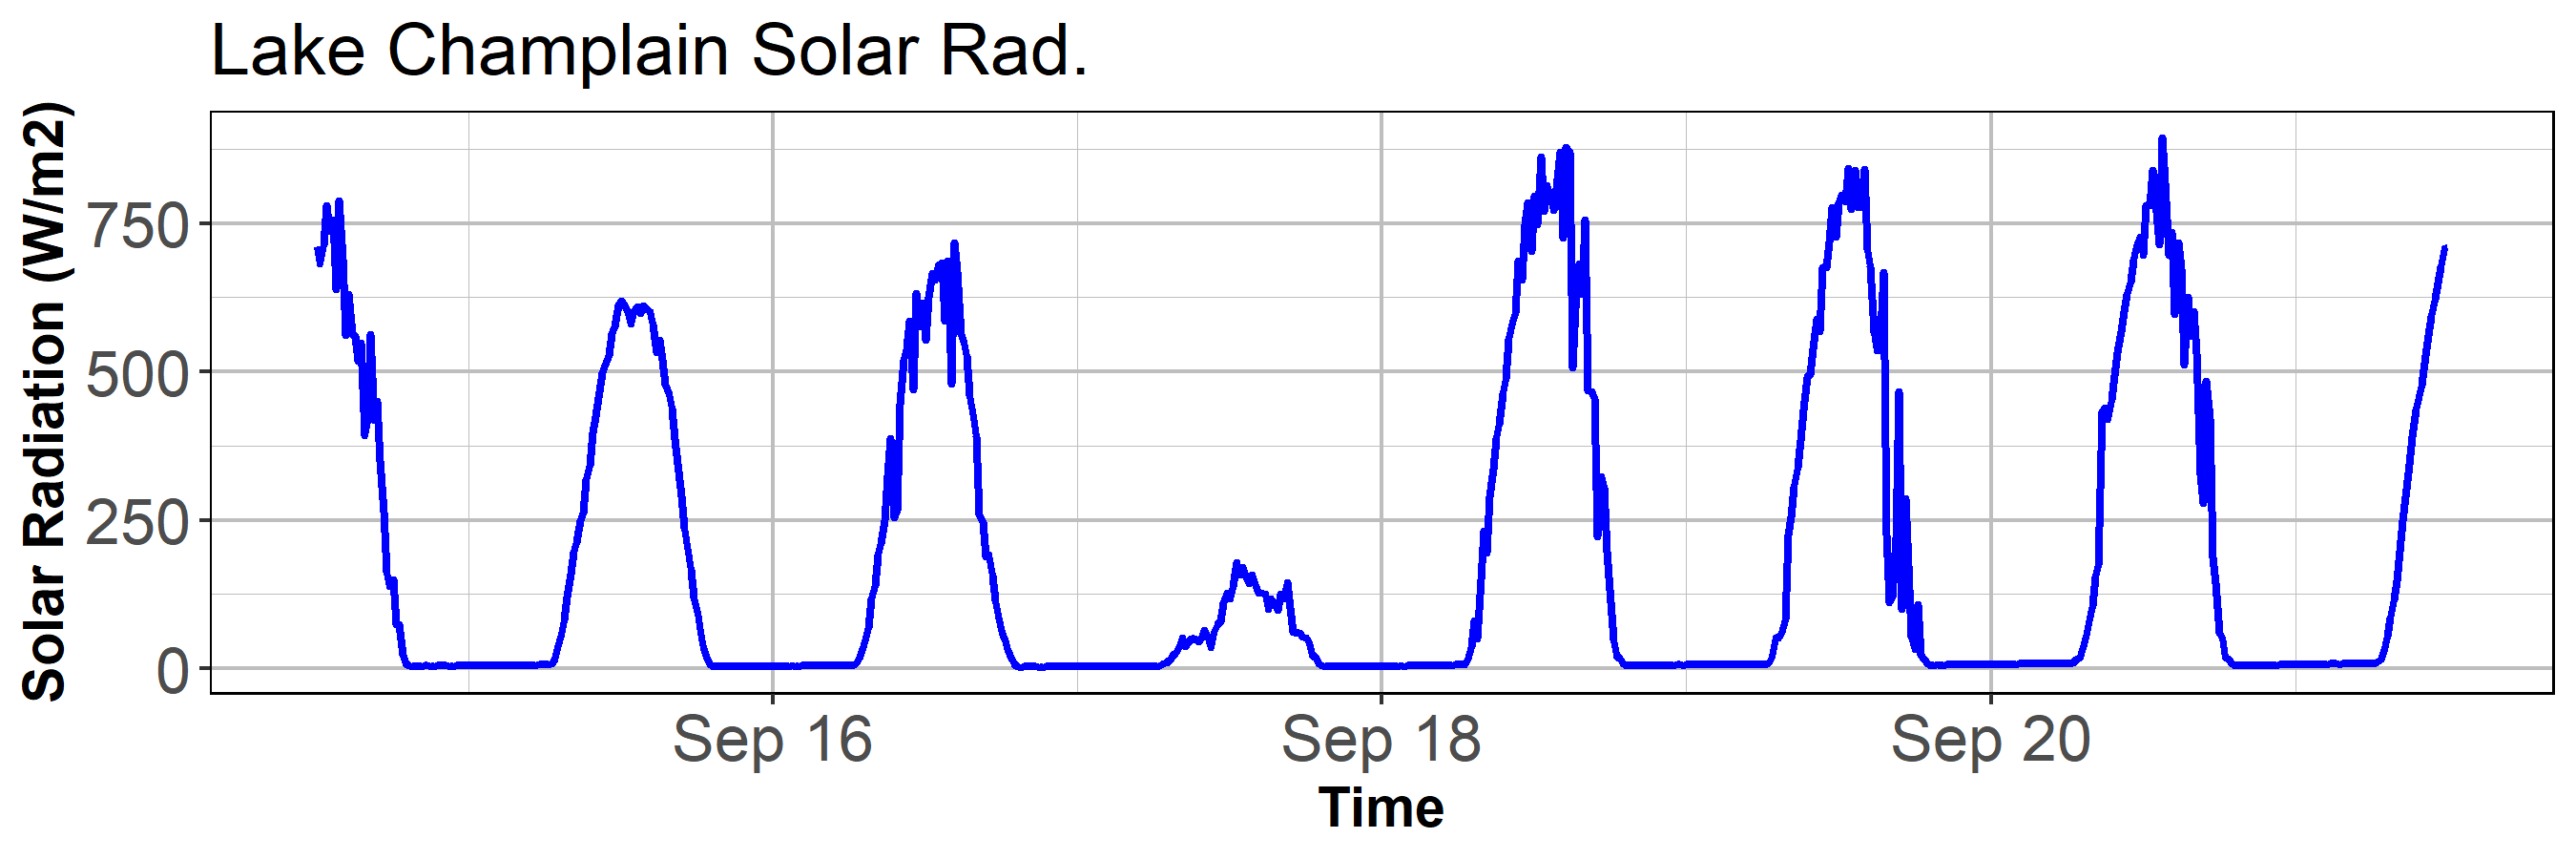 Lake Champlain Solar Rad.
Solar Radiation (W/m2)
750
500
250
0
Sep 16
Sep 18
Sep 20
Time